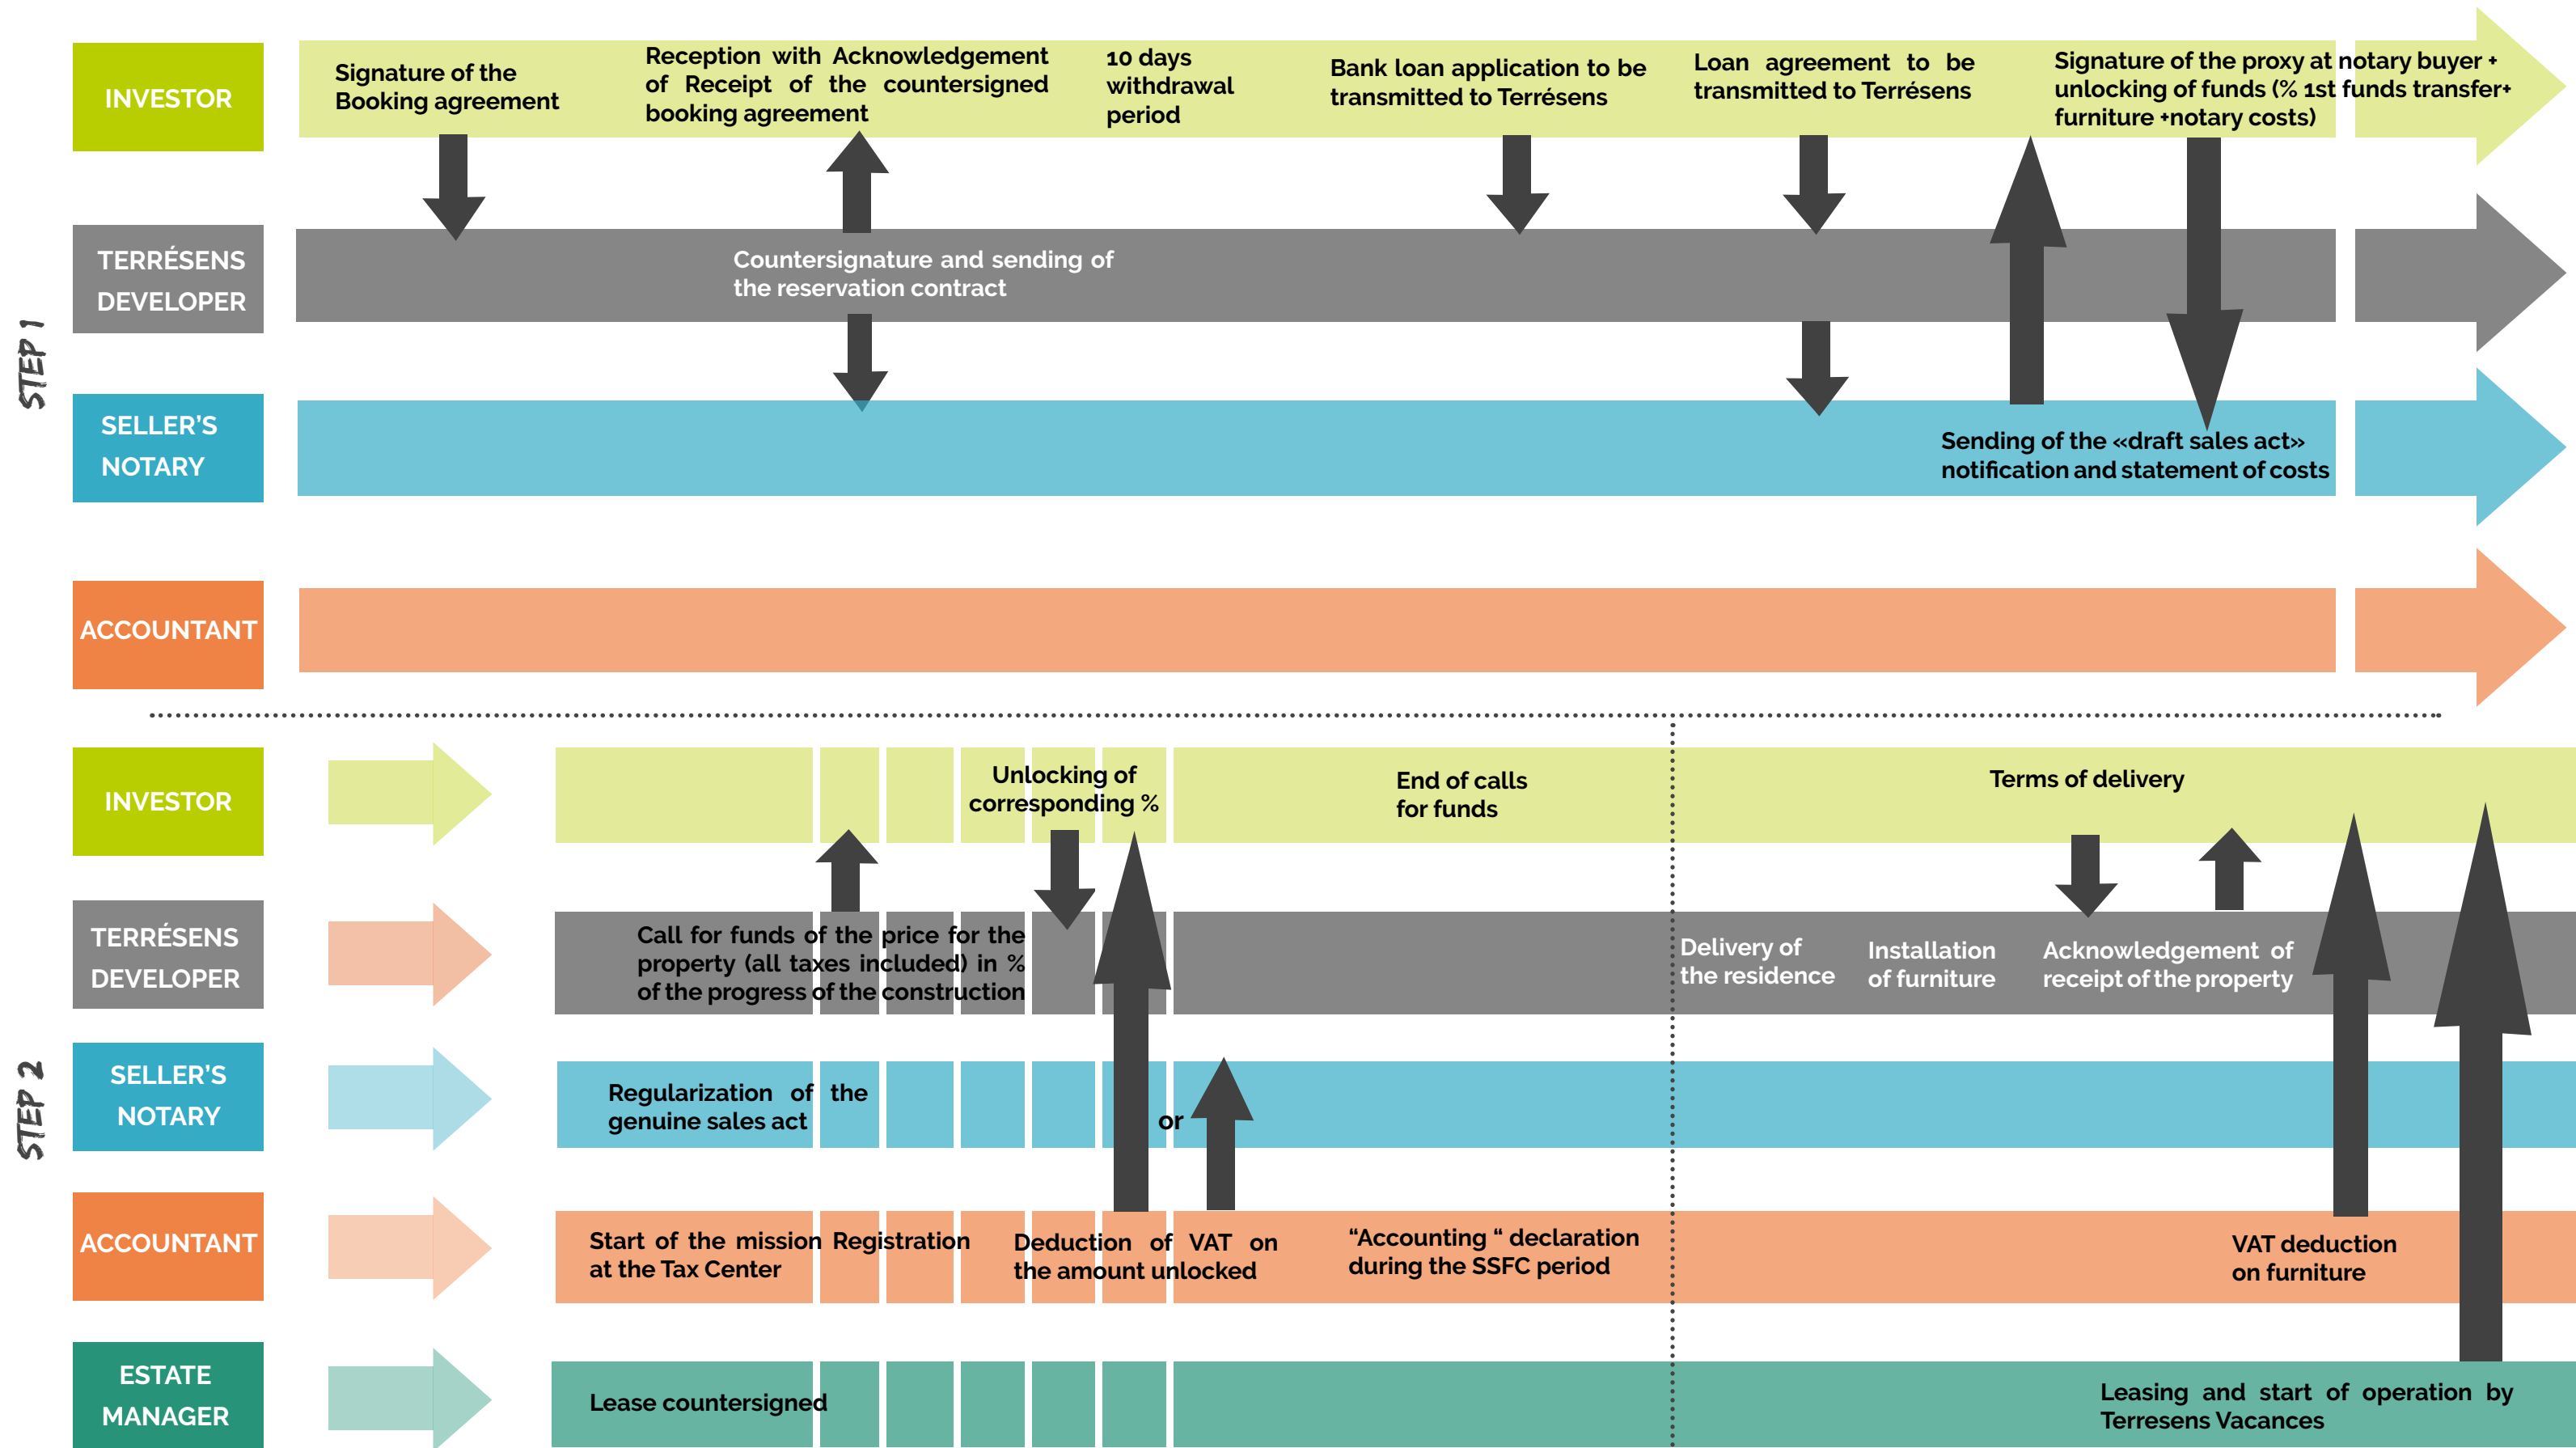 STEP 1
INVESTOR
Signature of the
Booking agreement
Reception with Acknowledgement
of Receipt of the countersigned
booking agreement
10 days
withdrawal
period
Bank loan application to be
transmitted to Terrésens
Loan agreement to be
transmitted to Terrésens
Signature of the proxy at notary buyer +
unlocking of funds (% 1st funds transfer+
furniture +notary costs)
TERRÉSENS
DEVELOPER
Countersignature and sending of
the reservation contract
SELLER'S
NOTARY
Sending of the «draft sales act»
notification and statement of costs
ACCOUNTANT
STEP 2
INVESTOR
Unlocking of
corresponding %
End of calls
for funds
Terms of delivery
TERRÉSENS
DEVELOPER
Call for funds of the price for the
property (all taxes included) in %
of the progress of the construction
Delivery of
the residence
Installation
of furniture
Acknowledgement of
receipt of the property
SELLER'S
NOTARY
Regularization of the
genuine sales act
or
ACCOUNTANT
Start of the mission Registration
at the Tax Center
Deduction of VAT on
the amount unlocked
“Accounting “ declaration
during the SSFC period
VAT deduction
on furniture
ESTATE
MANAGER
Lease countersigned
Leasing and start of operation by
Terresens Vacances